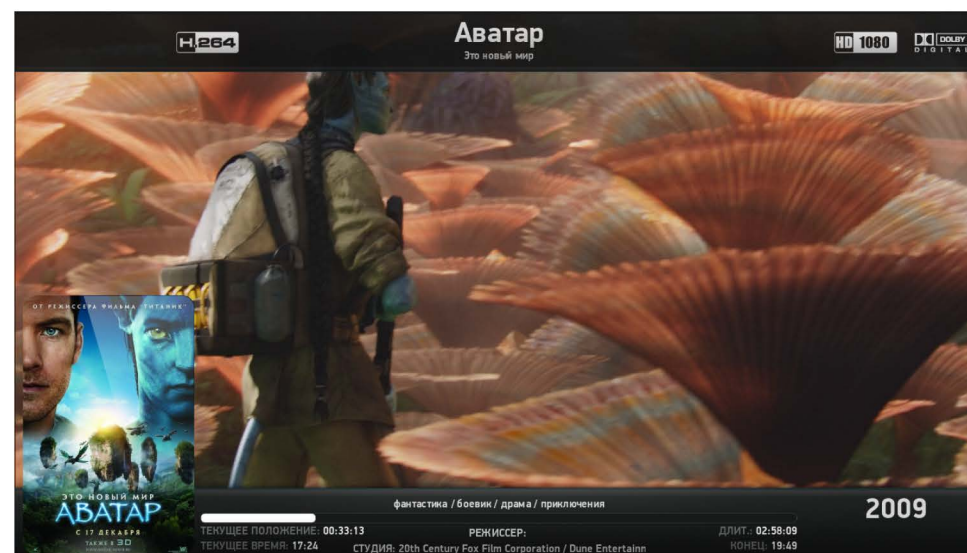 H.264
Аватар
Это новый мир
HD 1080
DOLBY
DIGITAL
ОТ РЕЖИССЕРА ФИЛЬМА "ТИТАНИК"
ЭТО НОВЫЙ МИР
АВАТАР
С 17 ДЕКАБРЯ
ТАКЖЕ В 3D
фантастика / боевик / драма / приключения
2009
ТЕКУЩЕЕ ПОЛОЖЕНИЕ: 00:33:13
РЕЖИССЕР:
ДЛИТ.: 02:58:09
ТЕКУЩЕЕ ВРЕМЯ: 17:24
СТУДИЯ: 20th Century Fox Film Corporation / Dune Entertainn
КОНЕЦ: 19:49